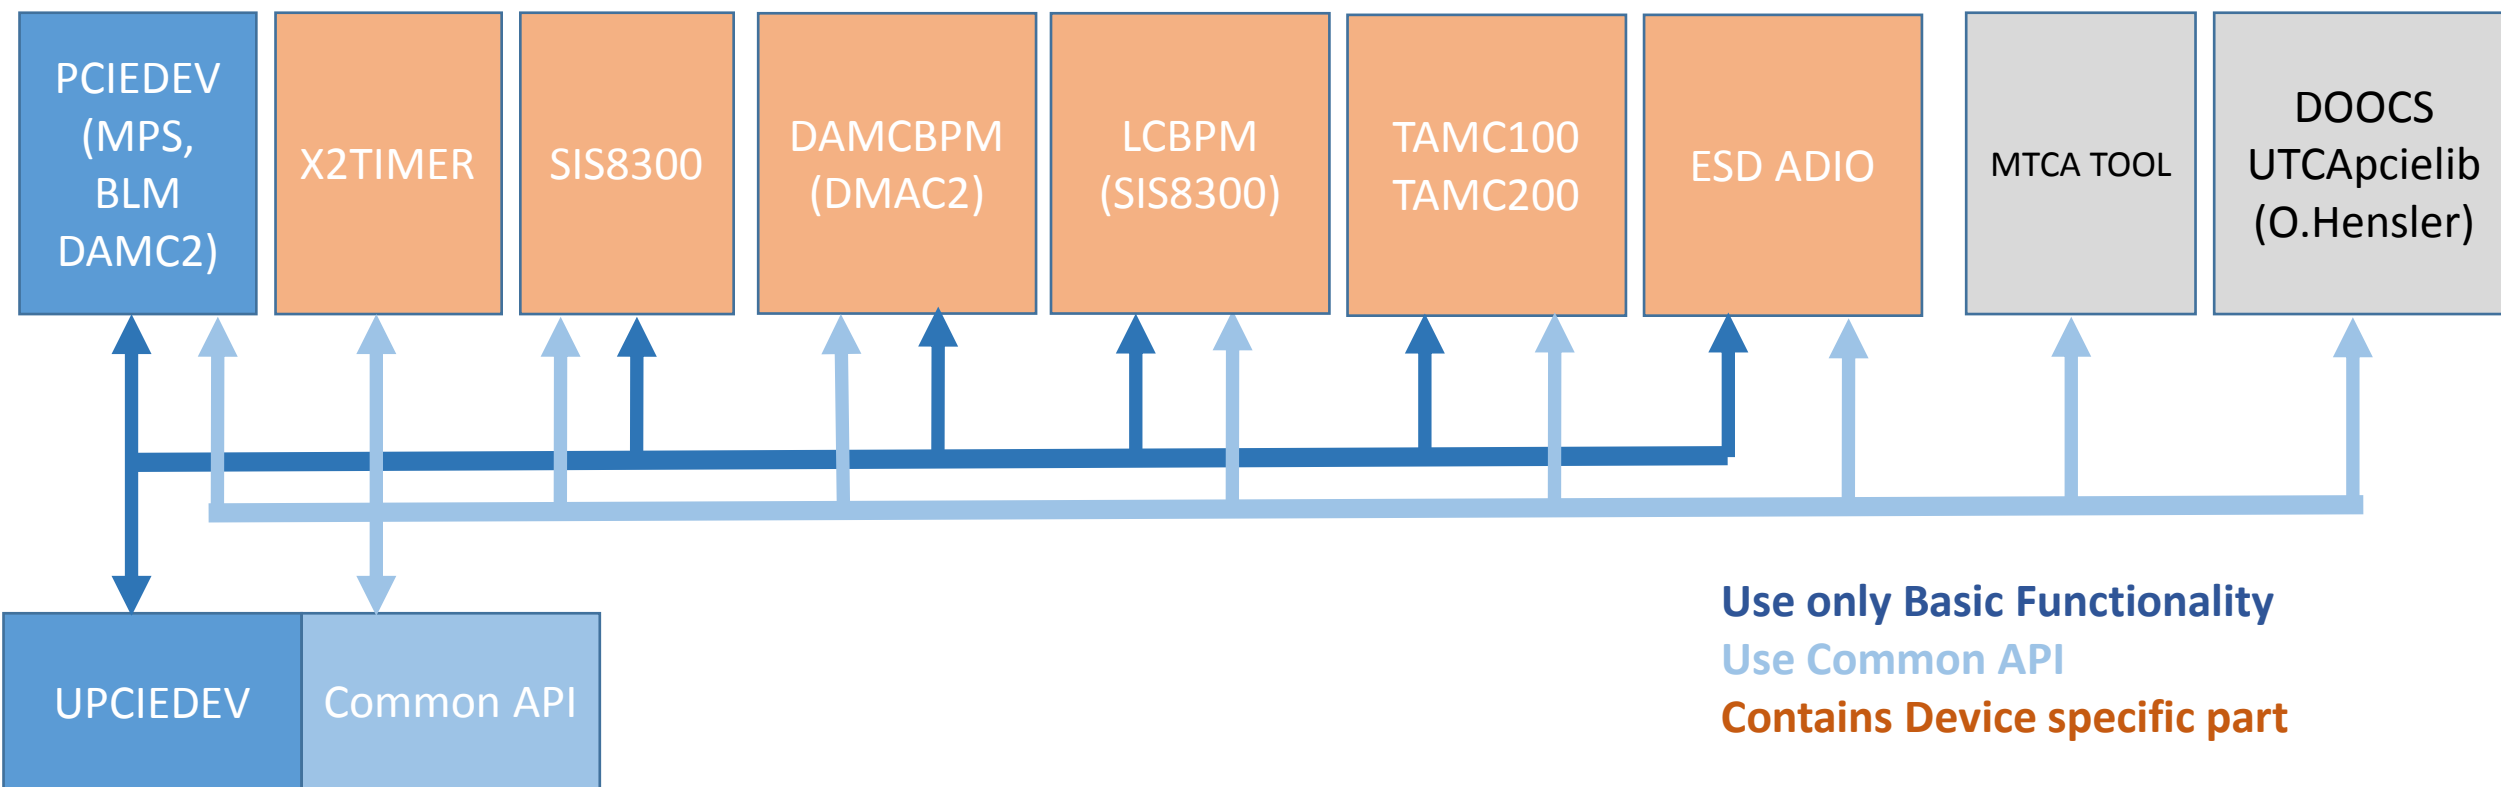 PCIEDEV
(MPS,
BLM
DAMC2)
X2TIMER
SIS8300
DAMCBPM
(DMAC2)
LCBPM
(SIS8300)
TAMC100
TAMC200
ESD ADIO
MTCA TOOL
DOOCS
UTCApcielib
(O.Hensler)
UPCIEDEV
Common API
Use only Basic Functionality
Use Common API
Contains Device specific part